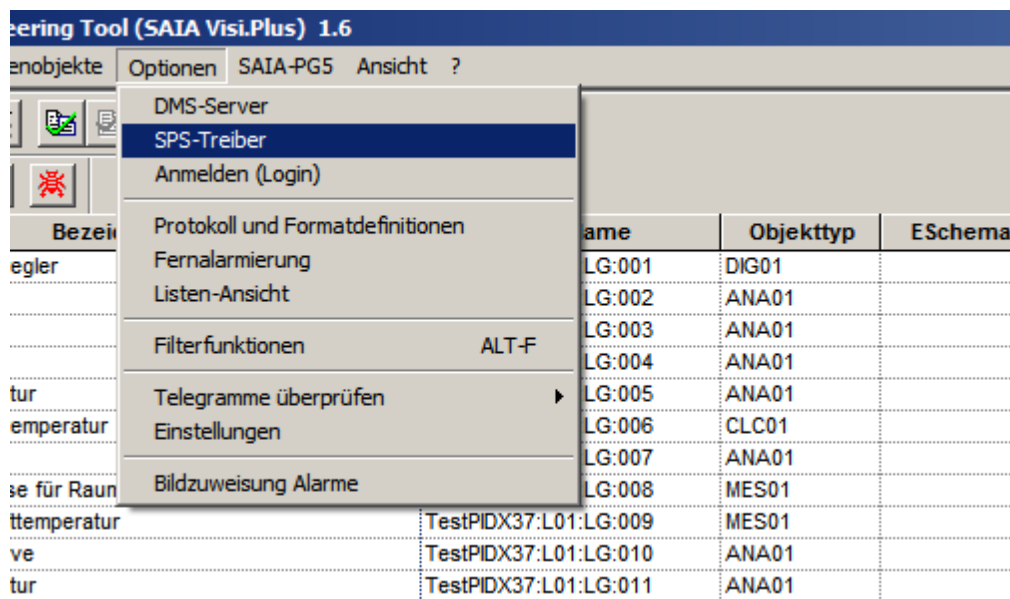 eering Tool (SAIA Visi.Plus) 1.6
enobjekte Optionen SAIA-PG5 Ansicht ?
DMS-Server
SPS-Treiber
Anmelden (Login)
Protokoll und Formatdefinitionen
Fernalarmierung
Listen-Ansicht
Filterfunktionen ALT-F
Telegramme überprüfen
Einstellungen
Bildzuweisung Alarme
Bezei ame Objekttyp ESchema
egler LG:001 DIG01
LG:002 ANA01
LG:003 ANA01
LG:004 ANA01
tur LG:005 ANA01
emperatur LG:006 CLC01
LG:007 ANA01
se für Raum LG:008 MES01
ttemperatur TestPIDX37:L01:LG:009 MES01
ve TestPIDX37:L01:LG:010 ANA01
tur TestPIDX37:L01:LG:011 ANA01